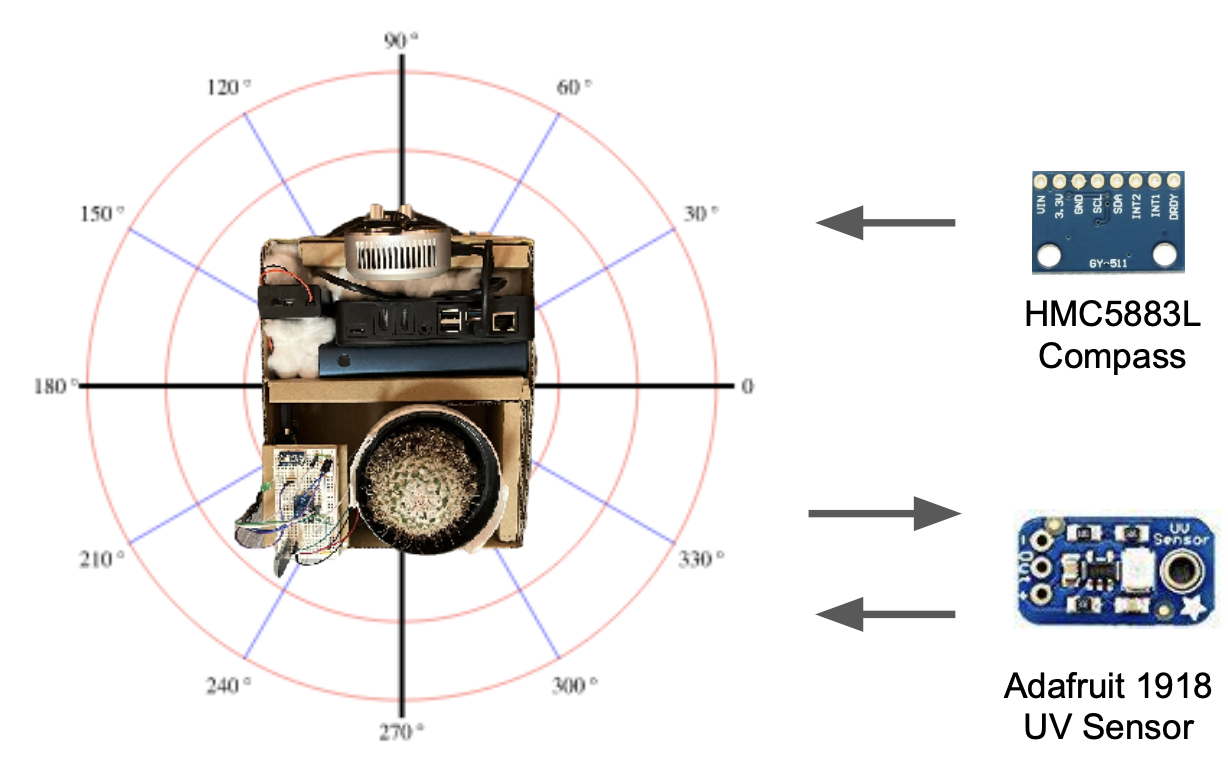 90°
120°
60°
150°
30°
VIN
3.3V
GND
SCL
SDA
INT2
INT1
DRDY
GY-511
HMC5883L
Compass
180°
0
210°
330°
UV
Sensor
-
Out
+
240°
300°
Adafruit 1918
UV Sensor
270°